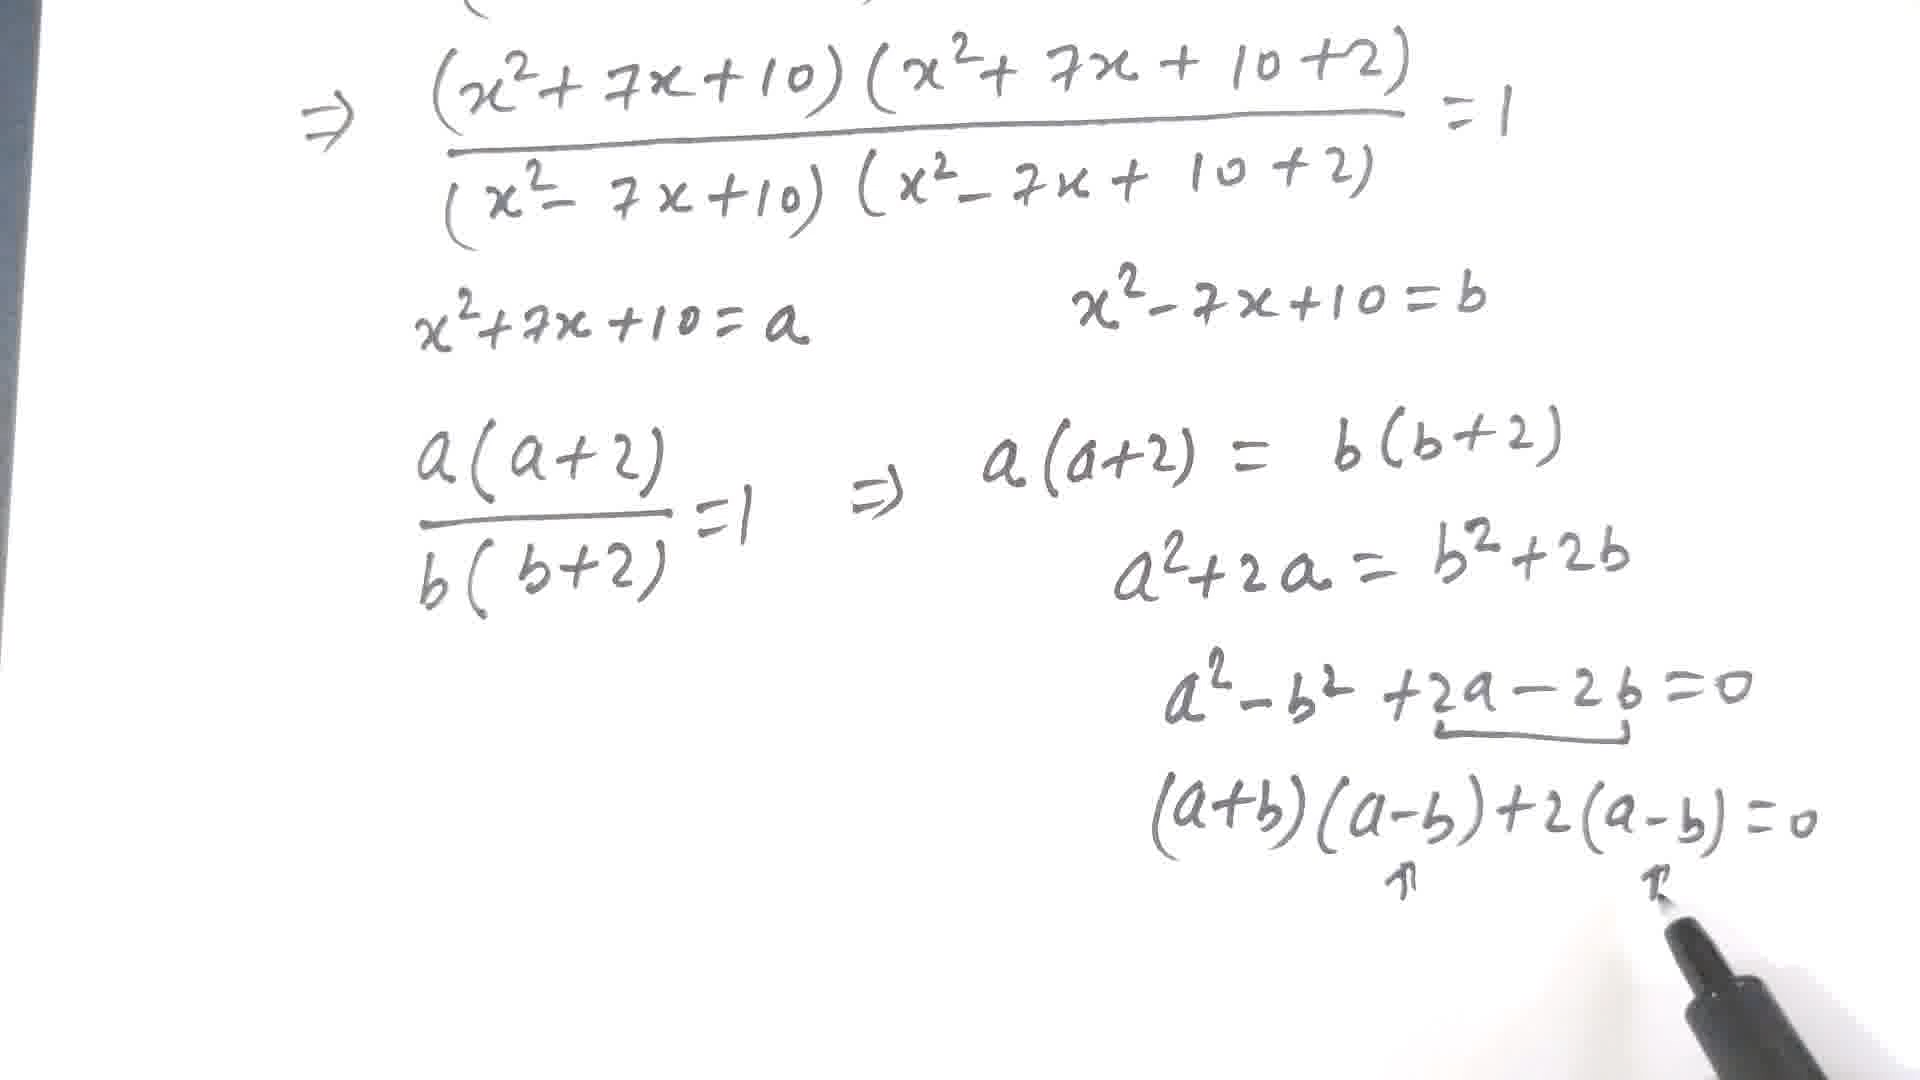 ⇒ (x²+7x+10)(x²+7x+10+2)/(x²-7x+10)(x²-7x+10+2) =1
x²+7x+10=a x²-7x+10=b
a(a+2)/b(b+2) =1 ⇒ a(a+2) = b(b+2)
a²+2a = b²+2b
a²-b²+2a-2b=0
(a+b)(a-b)+2(a-b)=0